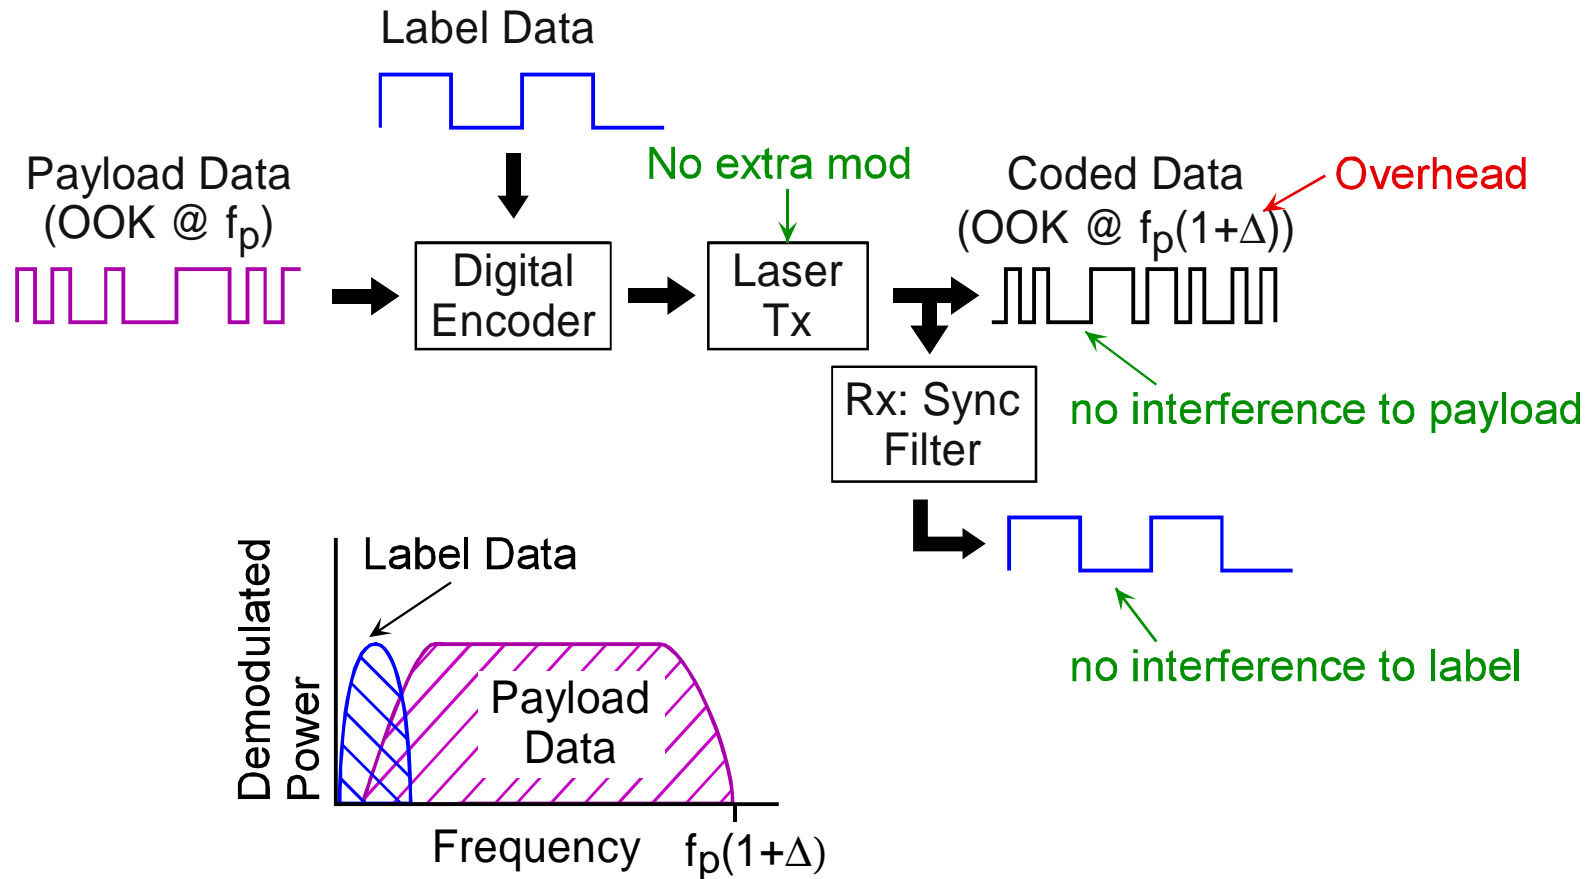 Label Data
Payload Data
(OOK @ fp)
No extra mod
Coded Data
(OOK @ fp(1+Δ))
Overhead
Digital
Encoder
Laser
Tx
Rx: Sync
Filter
no interference to payload
no interference to label
Label Data
Demodulated
Power
Payload
Data
Frequency
fp(1+Δ)